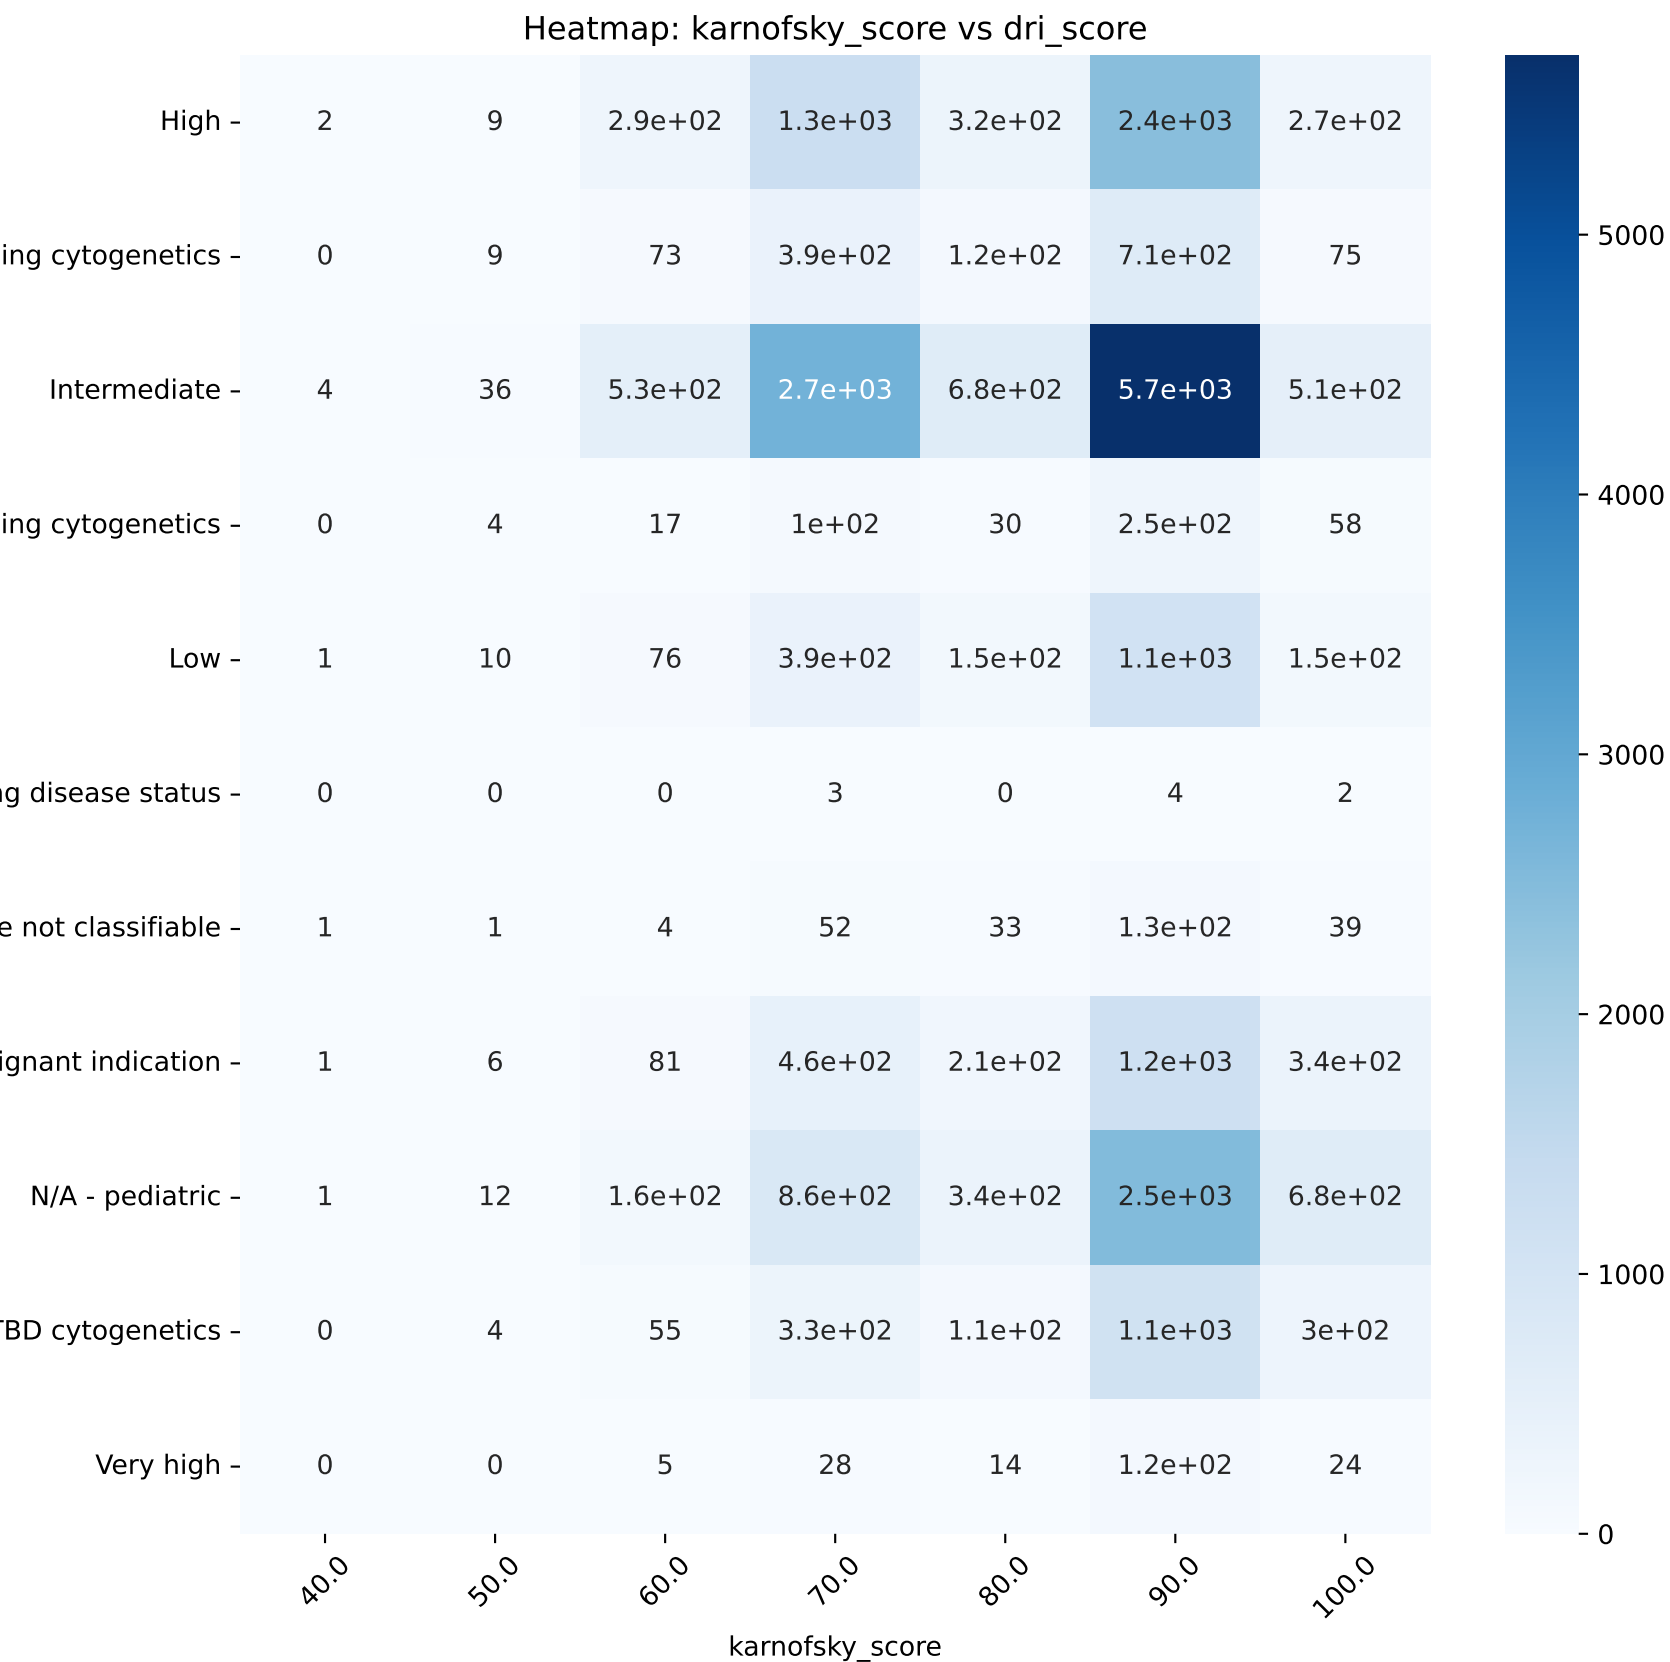 Heatmap: karnofsky_score vs dri_score
High 2 9 2.9e+02 1.3e+03 3.2e+02 2.4e+03 2.7e+02
cytogenetics 0 9 73 3.9e+02 1.2e+02 7.1e+02 75
5000
Intermediate 4 36 5.3e+02 2.7e+03 6.8e+02 5.7e+03 5.1e+02
4000
cytogenetics 0 4 17 1e+02 30 2.5e+02 58
Low 1 10 76 3.9e+02 1.5e+02 1.1e+03 1.5e+02
3000
disease status 0 0 0 3 0 4 2
not classifiable 1 1 4 52 33 1.3e+02 39
2000
indication 1 6 81 4.6e+02 2.1e+02 1.2e+03 3.4e+02
N/A - pediatric 1 12 1.6e+02 8.6e+02 3.4e+02 2.5e+03 6.8e+02
1000
TBD cytogenetics 0 4 55 3.3e+02 1.1e+02 1.1e+03 3e+02
Very high 0 0 5 28 14 1.2e+02 24
0
40.0 50.0 60.0 70.0 80.0 90.0 100.0
karnofsky_score